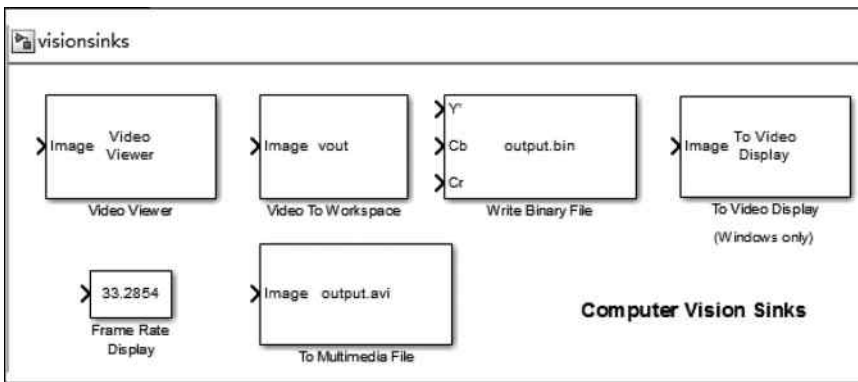 visionsinks
Image
Video
Viewer
Video Viewer
Image vout
Video To Workspace
Y'
Cb
Cr
output.bin
Write Binary File
Image
To Video
Display
To Video Display
(Windows only)
33.2854
Frame Rate
Display
Image output.avi
To Multimedia File
Computer Vision Sinks